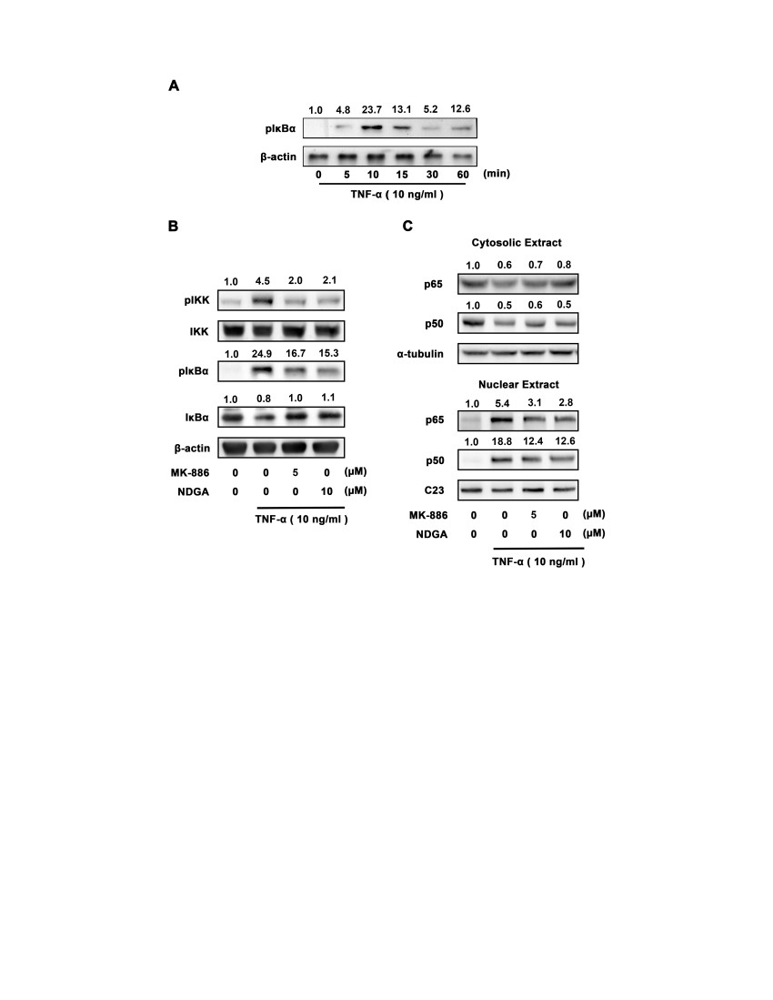 A
1.0 4.8 23.7 13.1 5.2 12.6
pIκBα
β-actin
0 5 10 15 30 60 (min)
TNF-α ( 10 ng/ml )
B
1.0 4.5 2.0 2.1
pIKK
IKK
1.0 24.9 16.7 15.3
pIκBα
1.0 0.8 1.0 1.1
IκBα
β-actin
MK-886 0 0 5 0 (μM)
NDGA 0 0 0 10 (μM)
TNF-α ( 10 ng/ml )
C
Cytosolic Extract
1.0 0.6 0.7 0.8
p65
1.0 0.5 0.6 0.5
p50
α-tubulin
Nuclear Extract
1.0 5.4 3.1 2.8
p65
1.0 18.8 12.4 12.6
p50
C23
MK-886 0 0 5 0 (μM)
NDGA 0 0 0 10 (μM)
TNF-α ( 10 ng/ml )